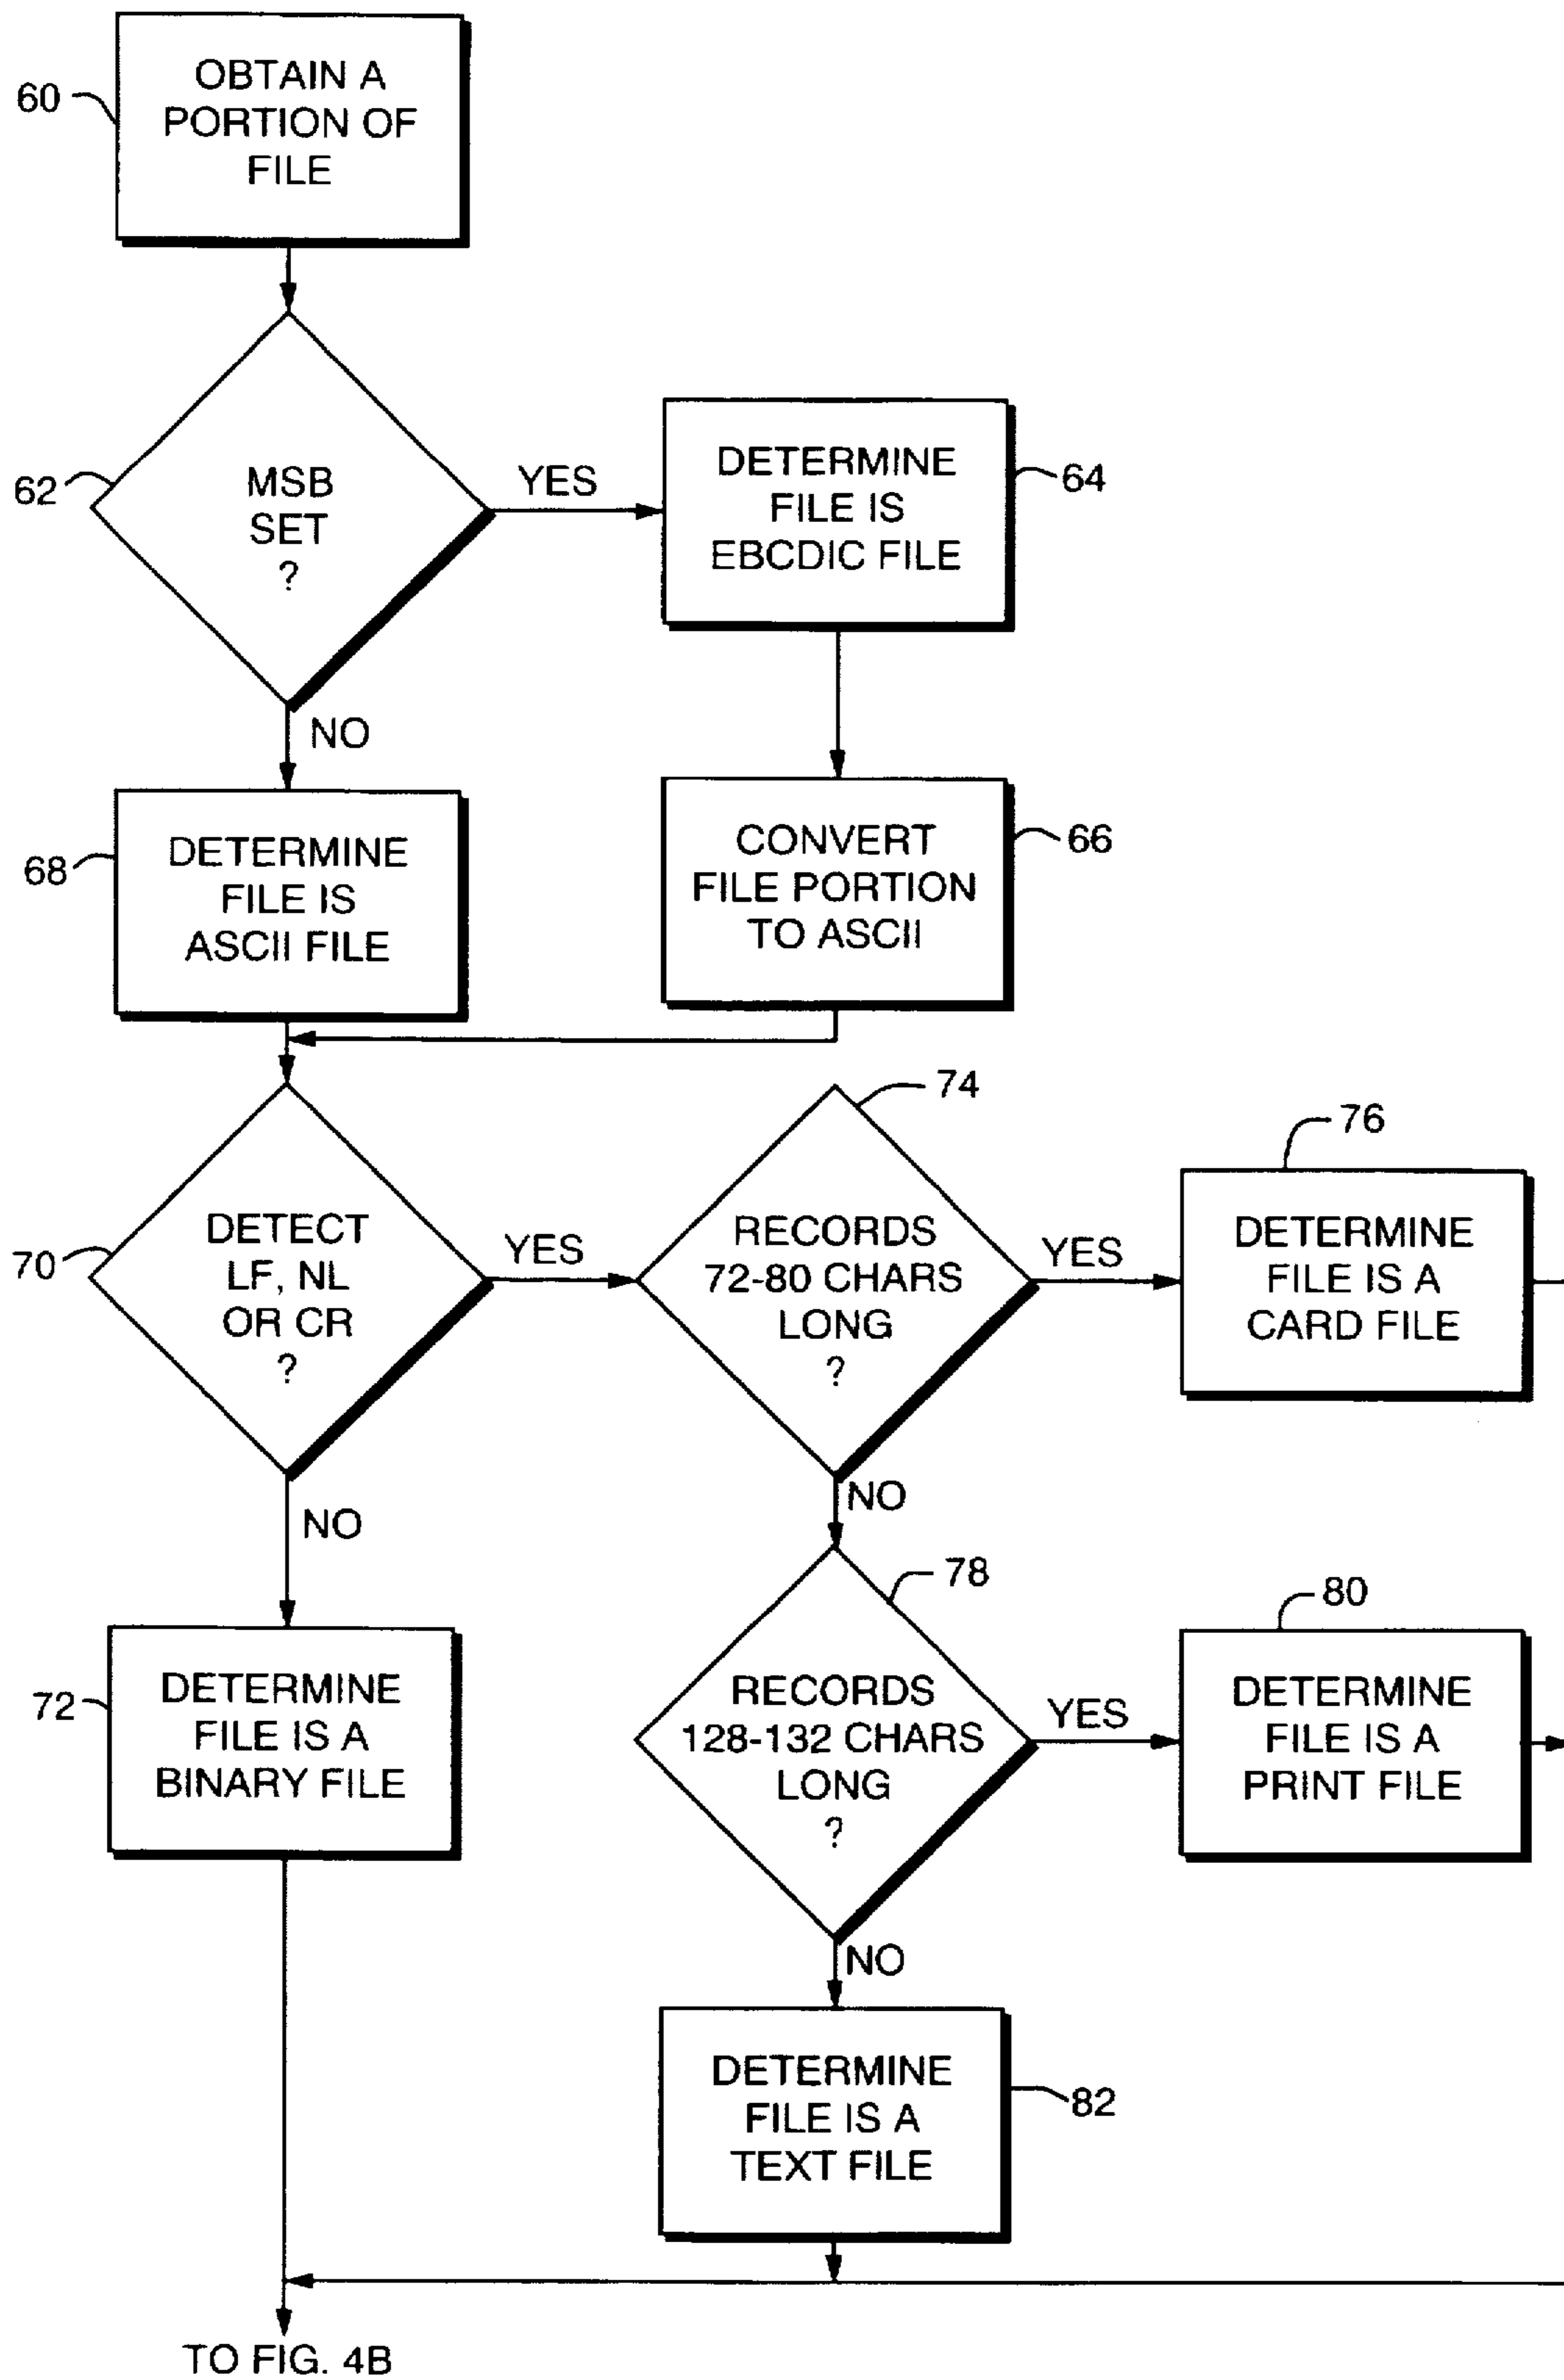 60
OBTAIN A
PORTION OF
FILE
62
MSB
SET
?
YES
DETERMINE
FILE IS
EBCDIC FILE
64
NO
68
DETERMINE
FILE IS
ASCII FILE
CONVERT
FILE PORTION
TO ASCII
66
70
DETECT
LF, NL
OR CR
?
YES
74
RECORDS
72-80 CHARS
LONG
?
YES
76
DETERMINE
FILE IS A
CARD FILE
NO
NO
72
DETERMINE
FILE IS A
BINARY FILE
78
RECORDS
128-132 CHARS
LONG
?
YES
80
DETERMINE
FILE IS A
PRINT FILE
NO
DETERMINE
FILE IS A
TEXT FILE
82
TO FIG. 4B